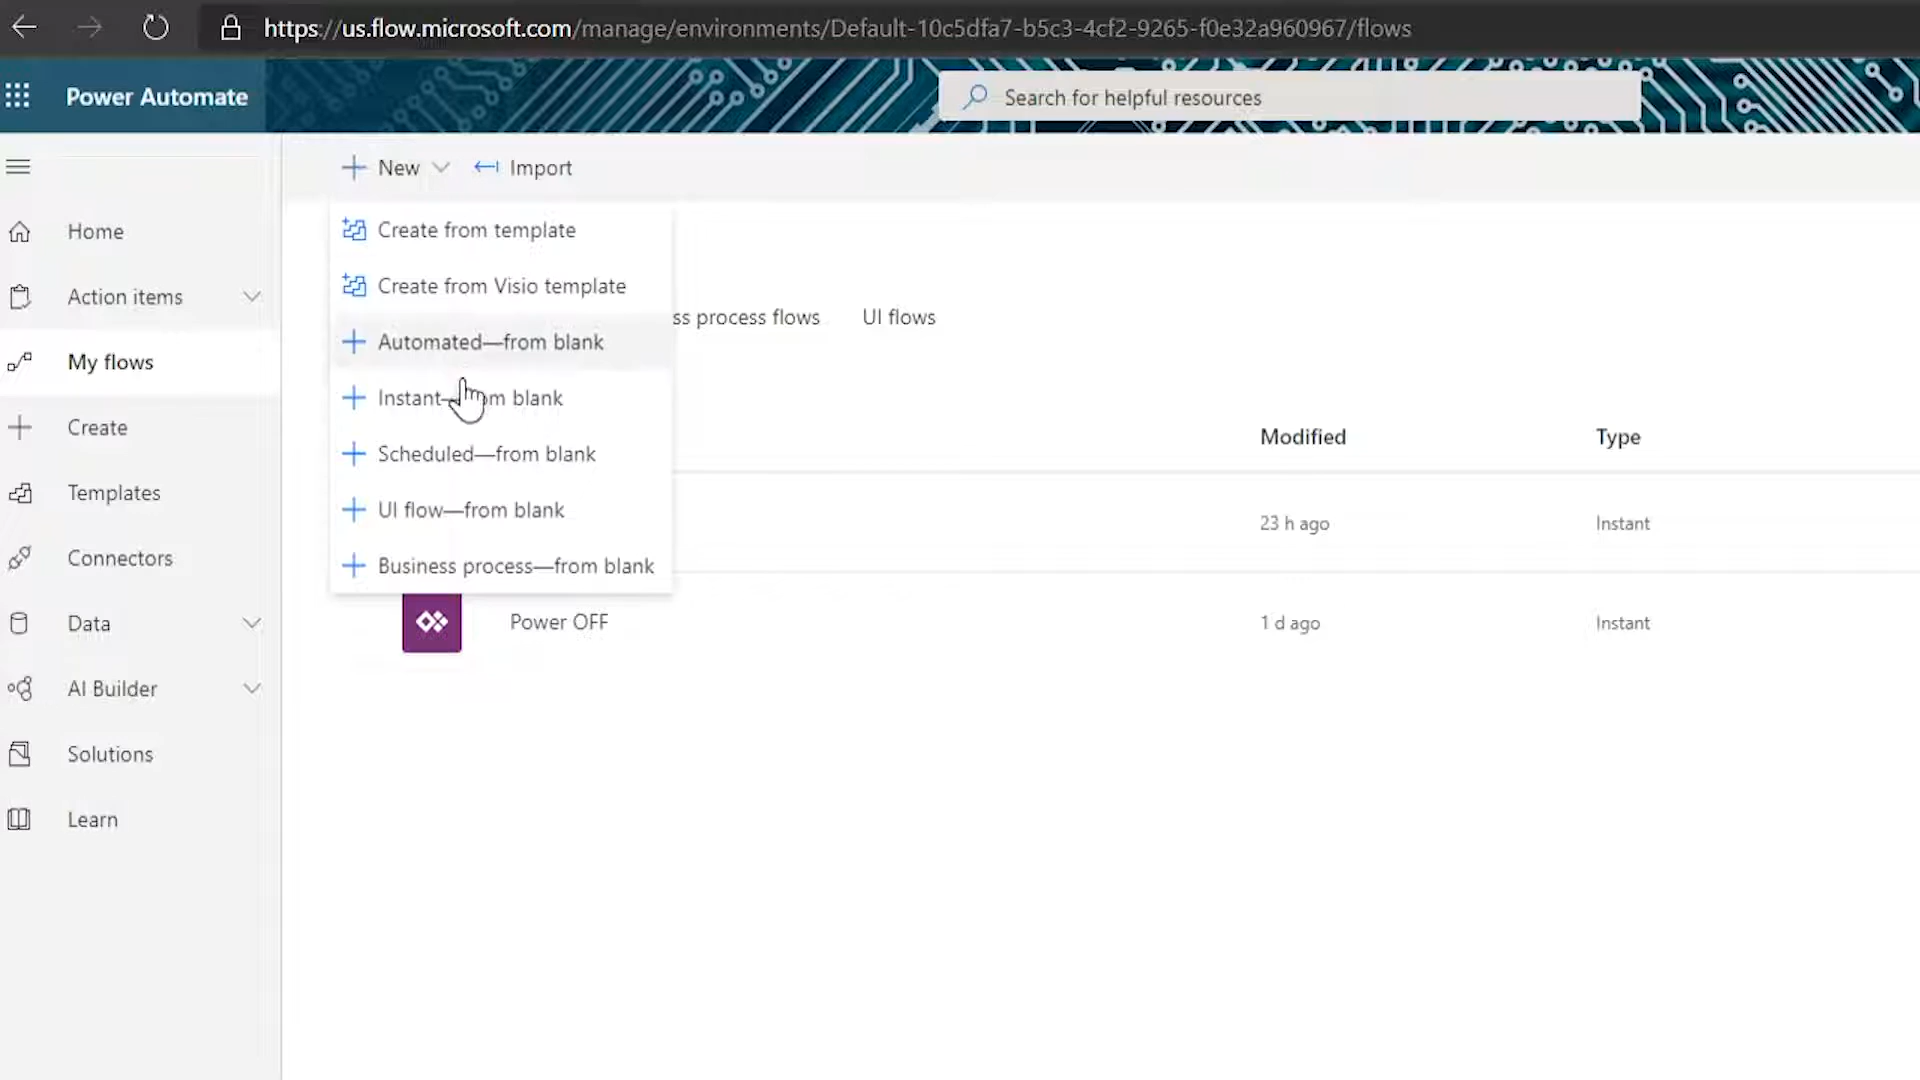 https://us.flow.microsoft.com/manage/environments/Default-10c5dfa7-b5c3-4cf2-9265-f0e32a960967/flows
Power Automate
Search for helpful resources
New
Import
Create from template
Create from Visio template
Automated—from blank
Instant—from blank
Scheduled—from blank
UI flow—from blank
Business process—from blank
Home
Action items
My flows
Create
Templates
Connectors
Data
AI Builder
Solutions
Learn
ss process flows
UI flows
Modified
Type
23 h ago
Instant
Power OFF
1 d ago
Instant